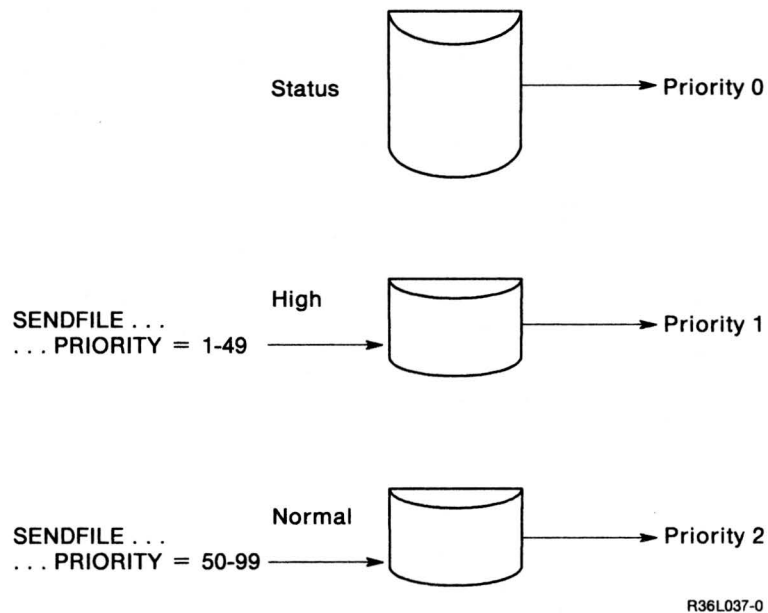 Status
Priority 0
High
SENDFILE . . .
. . . PRIORITY = 1-49
Priority 1
Normal
SENDFILE . . .
. . . PRIORITY = 50-99
Priority 2
R36L037-0